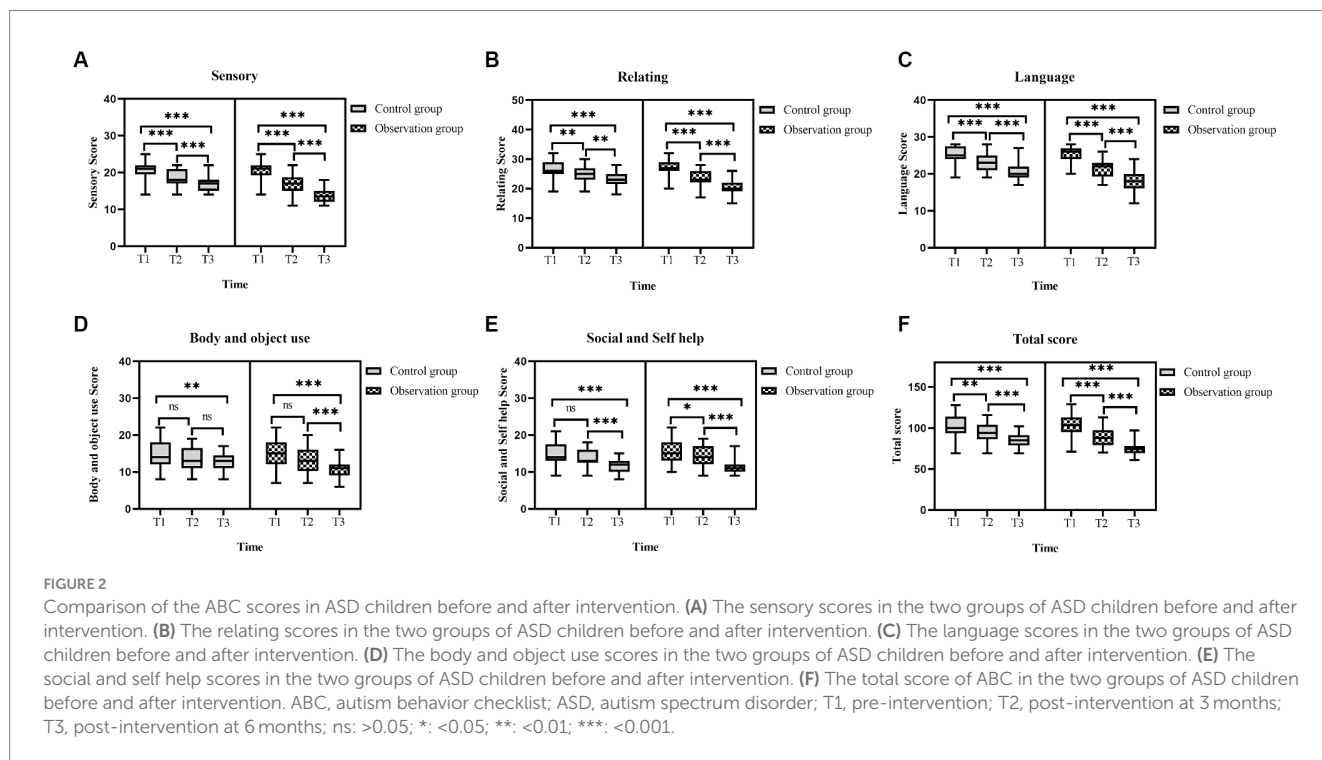 A
Sensory
40
30
20
10
0
Sensory Score
*** ***
*** ***
*** ***
T1 T2 T3 T1 T2 T3
Time
Control group
Observation group
B
Relating
50
40
30
20
10
0
Relating Score
*** ***
** ***
** ***
T1 T2 T3 T1 T2 T3
Time
Control group
Observation group
C
Language
40
30
20
10
0
Language Score
*** ***
*** *** *** ***
T1 T2 T3 T1 T2 T3
Time
Control group
Observation group
D
Body and object use
40
30
20
10
0
Body and object use Score
** ***
ns ns ns ***
T1 T2 T3 T1 T2 T3
Time
Control group
Observation group
E
Social and Self help
40
30
20
10
0
Social and Self help Score
*** ***
ns *** * ***
T1 T2 T3 T1 T2 T3
Time
Control group
Observation group
F
Total score
150
100
50
0
Total score
*** ***
** *** *** ***
T1 T2 T3 T1 T2 T3
Time
Control group
Observation group
FIGURE 2
Comparison of the ABC scores in ASD children before and after intervention. (A) The sensory scores in the two groups of ASD children before and after
intervention. (B) The relating scores in the two groups of ASD children before and after intervention. (C) The language scores in the two groups of ASD
children before and after intervention. (D) The body and object use scores in the two groups of ASD children before and after intervention. (E) The
social and self help scores in the two groups of ASD children before and after intervention. (F) The total score of ABC in the two groups of ASD children
before and after intervention. ABC, autism behavior checklist; ASD, autism spectrum disorder; T1, pre-intervention; T2, post-intervention at 3 months;
T3, post-intervention at 6 months; ns: >0.05; *: <0.05; **: <0.01; ***: <0.001.